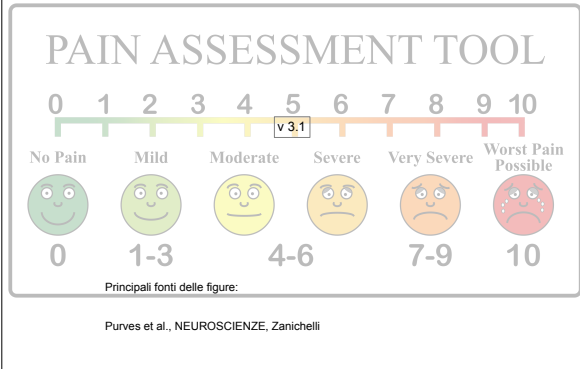 PAIN ASSESSMENT TOOL
0 1 2 3 4 5 6 7 8 9 10
v 3.1
No Pain Mild Moderate Severe Very Severe Worst Pain Possible
0 1-3 4-6 7-9 10
Principali fonti delle figure:
Purves et al., NEUROSCIENZE, Zanichelli